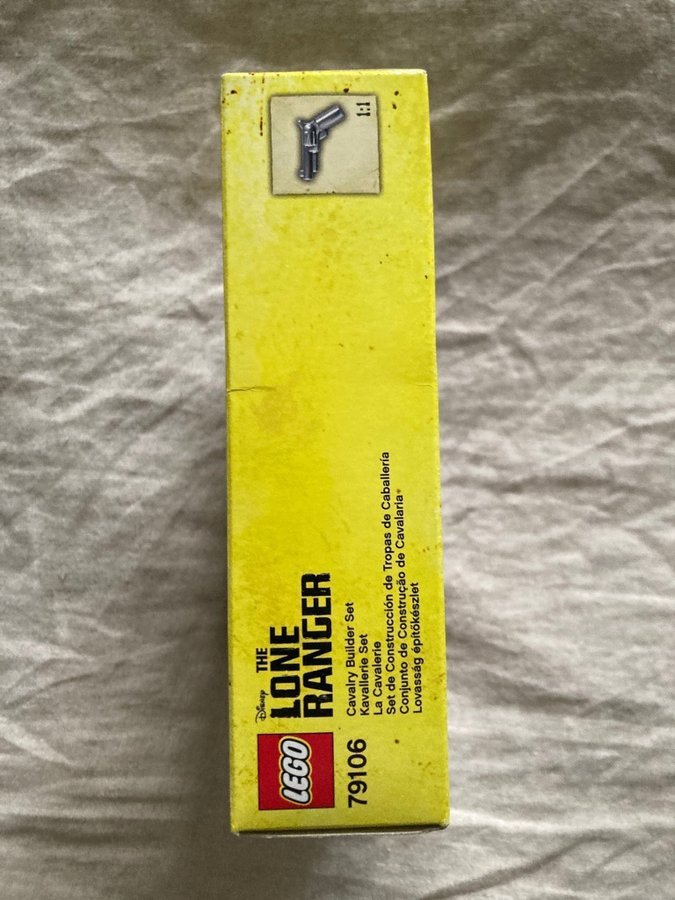 LEGO
Disney
THE
LONE
RANGER
79106
Cavalry Builder Set
Kavallerie Set
La Cavalerie
Set de Construcción de Tropas de Caballería
Conjunto de Construção de Cavalaria
Lovasság építőkészlet
1:1